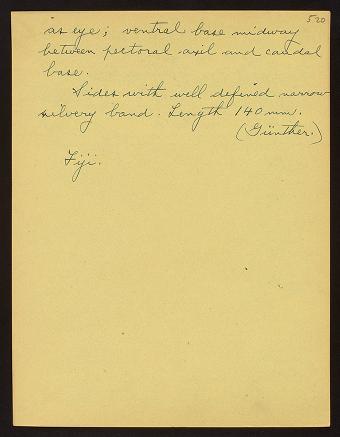 520
as eye; ventral base midway
between pectoral axil and caudal
base.
Sides with well defined narrow
silvery band. Length 140 mm.
(Günther.)
Fiji.